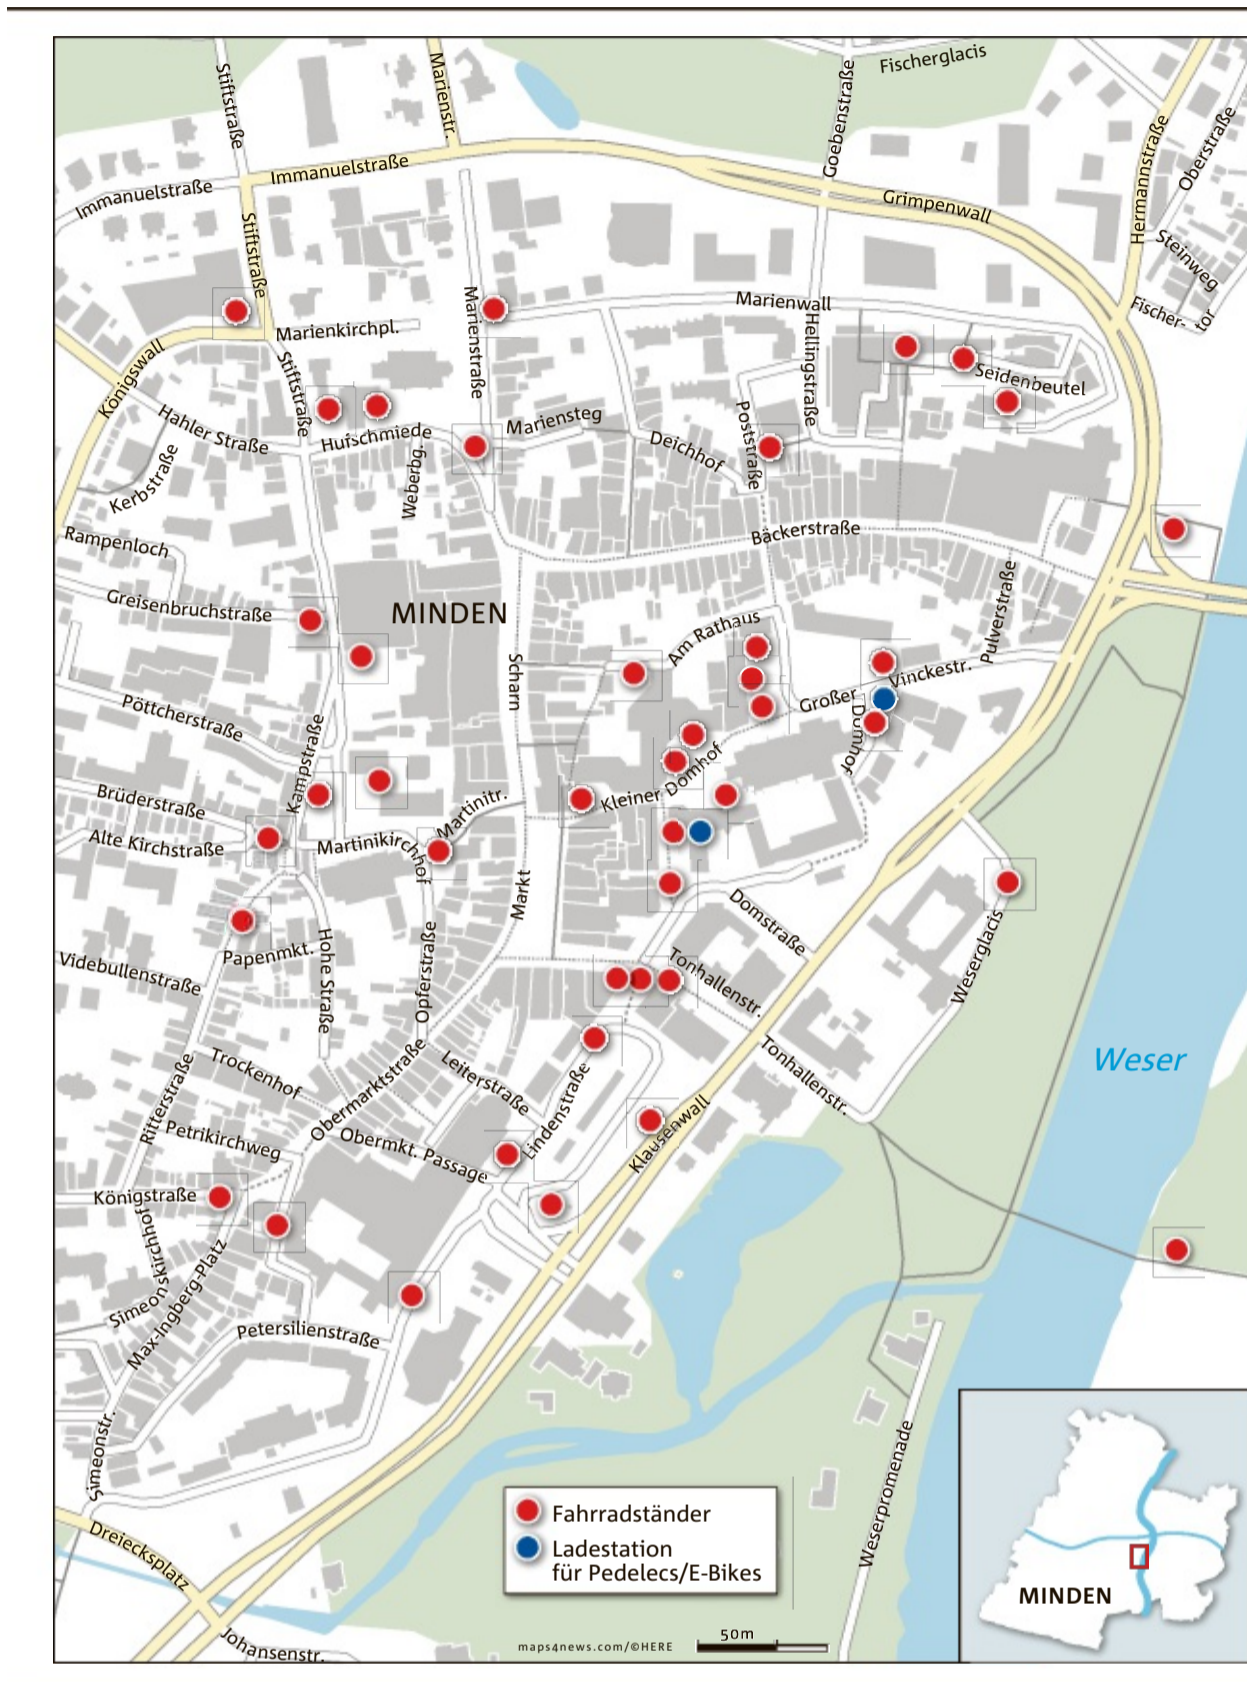 Fischerglacis
Stiftstraße
Marienstr.
Goebenstraße
Hermannstraße
Oberstraße
Immanuelstraße
Immanuelstraße
Grimpenwall
Stiftstraße
Steinweg
Fischer-
tor
Marienwall
Marienkirchpl.
Marienstraße
Hellingstraße
Königswall
Stiftstraße
Seidenbeutel
Hahler Straße
Hufschmiede
Mariensteg
Poststraße
Deichhof
Kerbstraße
Weberbg.
Rampenloch
Bäckerstraße
Greisenbruchstraße
MINDEN
Pulverstraße
Am Rathaus
Scharn
Vinckestr.
Großer
Domhof
Pöttcherstraße
Kampstraße
Kleiner Domhof
Brüderstraße
Martinitr.
Alte Kirchstraße
Martinikirchhof
Markt
Domstraße
Papenmkt.
Hohe Straße
Opferstraße
Videbullenstraße
Tonhallenstr.
Weserglacis
Trockenhof
Leiterstraße
Tonhallenstr.
Weser
Ritterstraße
Obermarktstraße
Lindenstraße
Klausenwall
Petrikirchweg
Obermkt. Passage
Königstraße
Simeonskirchhof
Max-Ingberg-Platz
Petersilienstraße
Simeonstr.
Weserpromenade
Dreiecksplatz
Johansenstr.
Fahrradständer
Ladestation
für Pedelecs/E-Bikes
MINDEN
50m
maps4news.com/©HERE